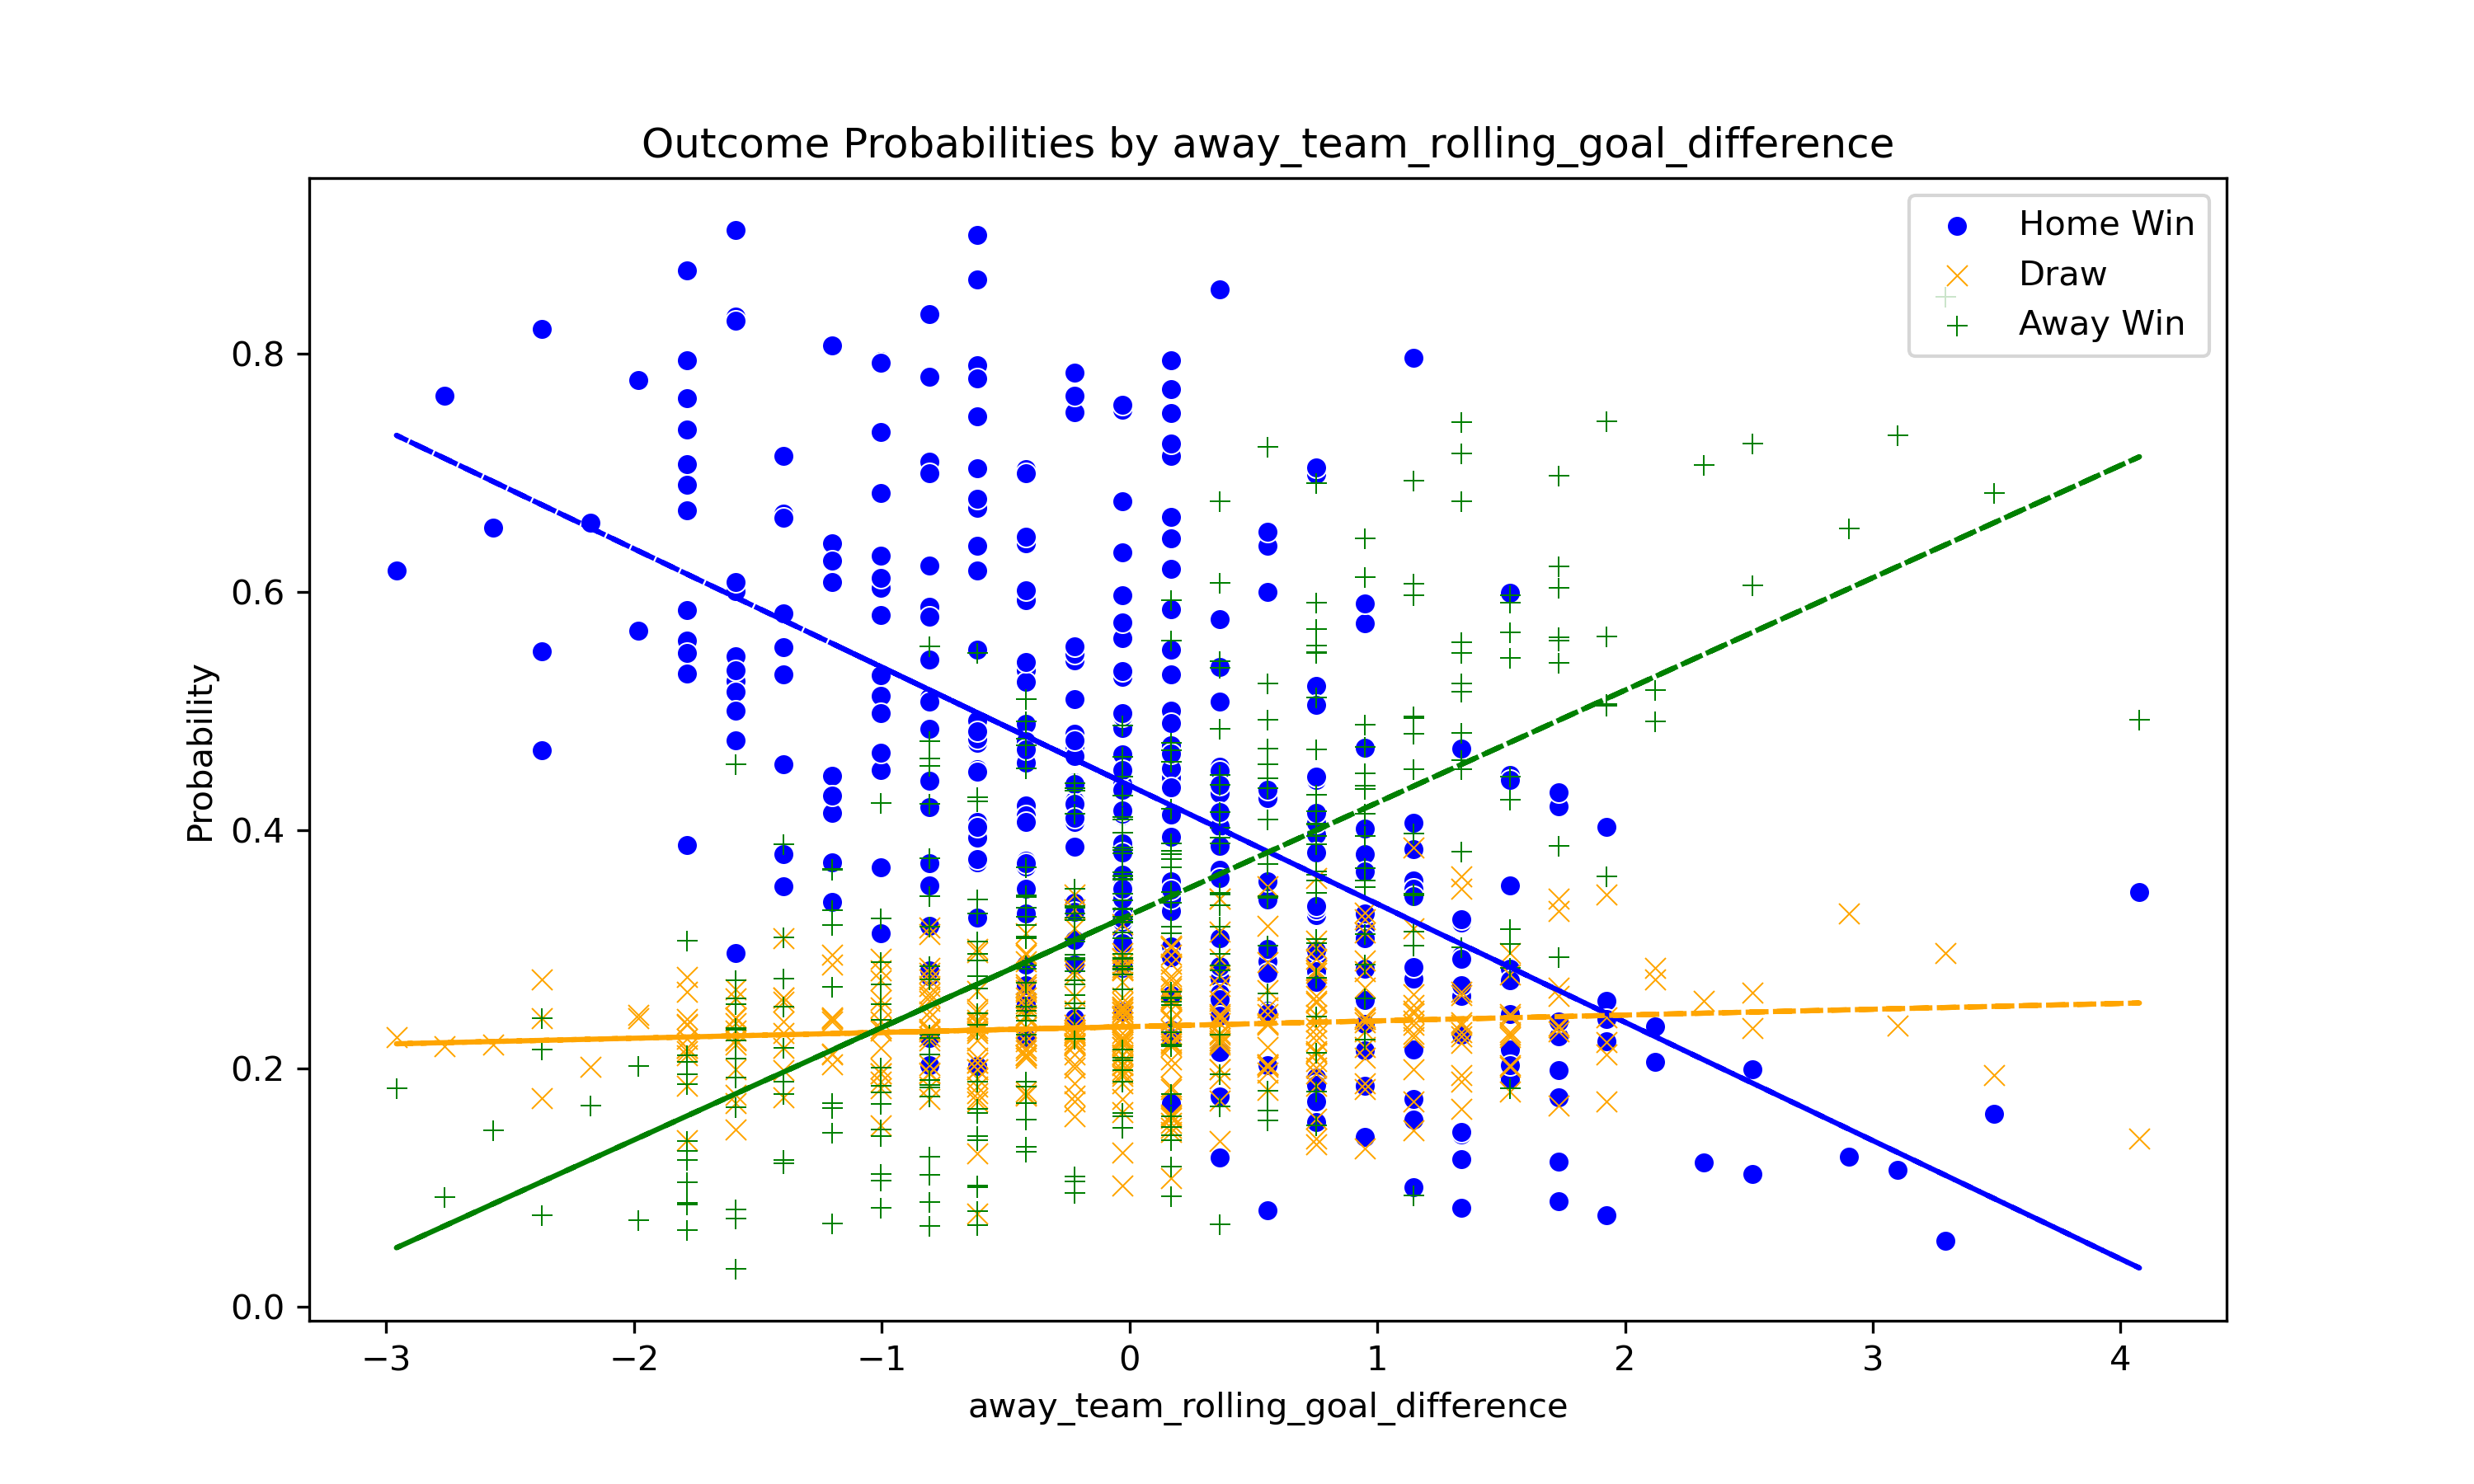 Outcome Probabilities by away_team_rolling_goal_difference
Home Win
Draw
Away Win
0.8
0.6
0.4
0.2
0.0
Probability
−3 −2 −1 0 1 2 3 4
away_team_rolling_goal_difference